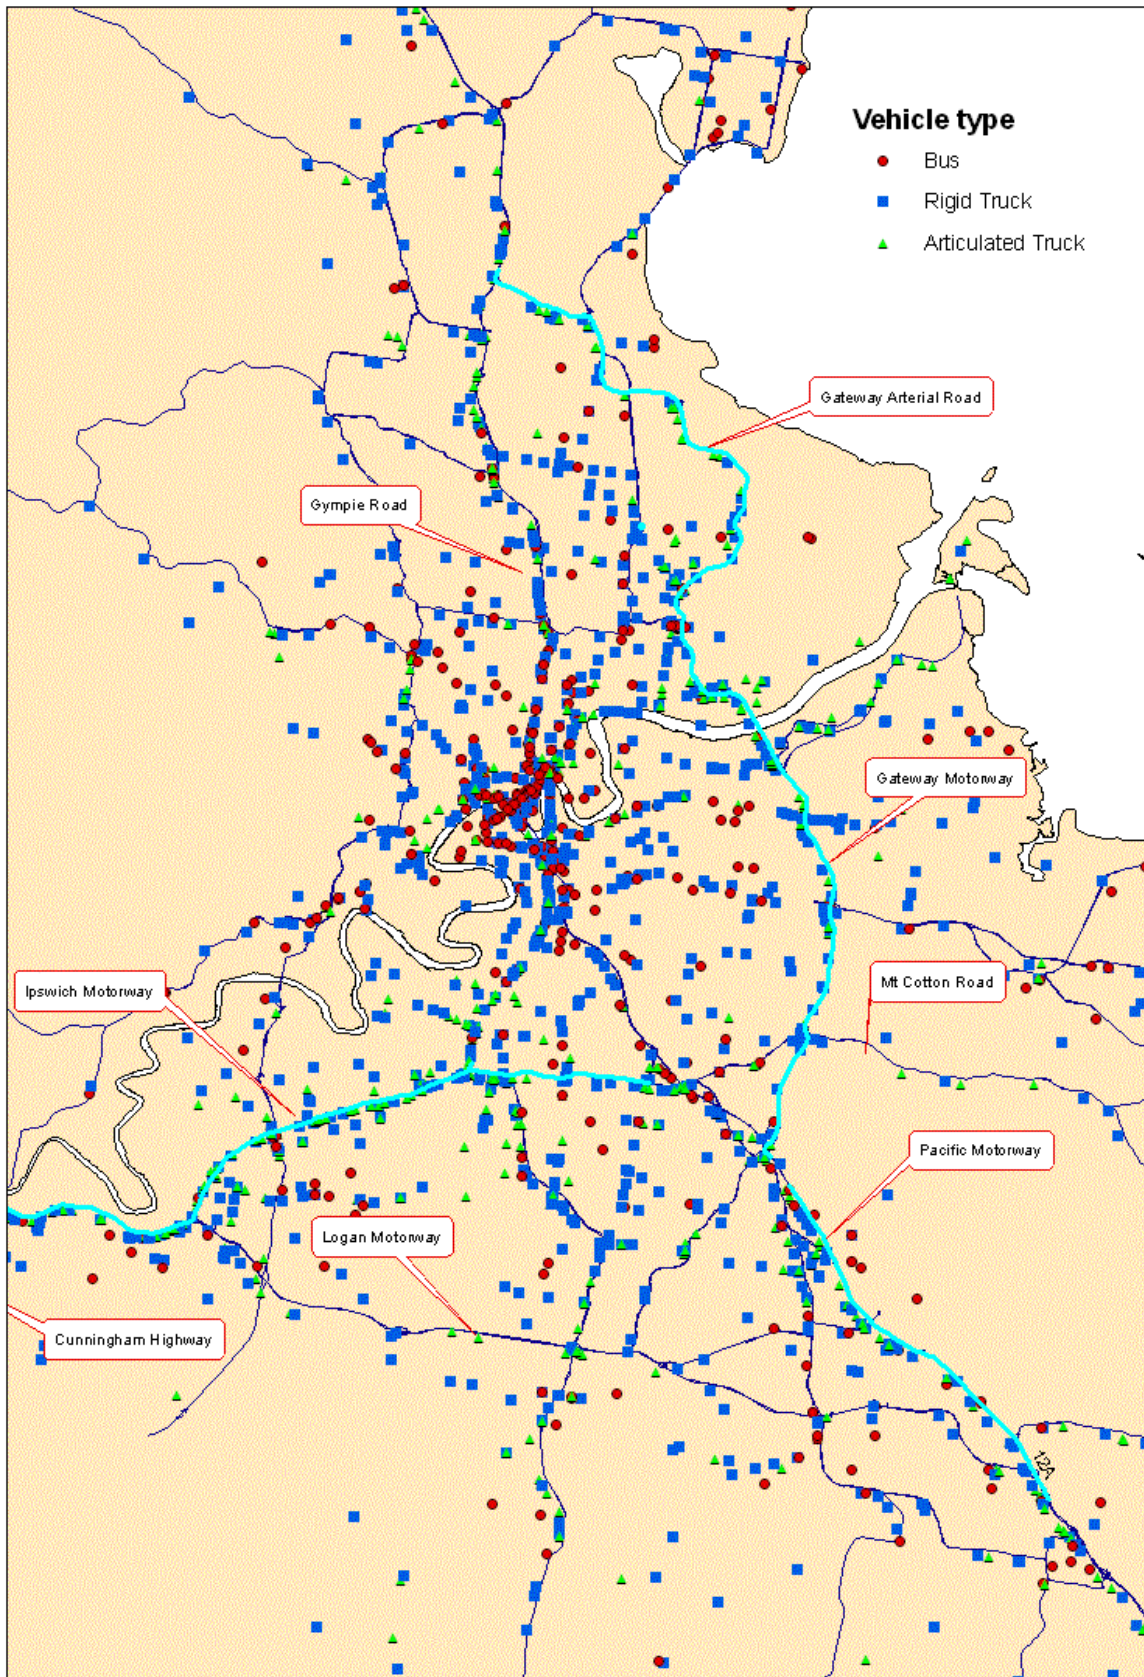 Vehicle type
Bus
Rigid Truck
Articulated Truck
Gateway Arterial Road
Gympie Road
Gateway Motorway
Ipswich Motorway
Mt Cotton Road
Pacific Motorway
Logan Motorway
Cunningham Highway
12A